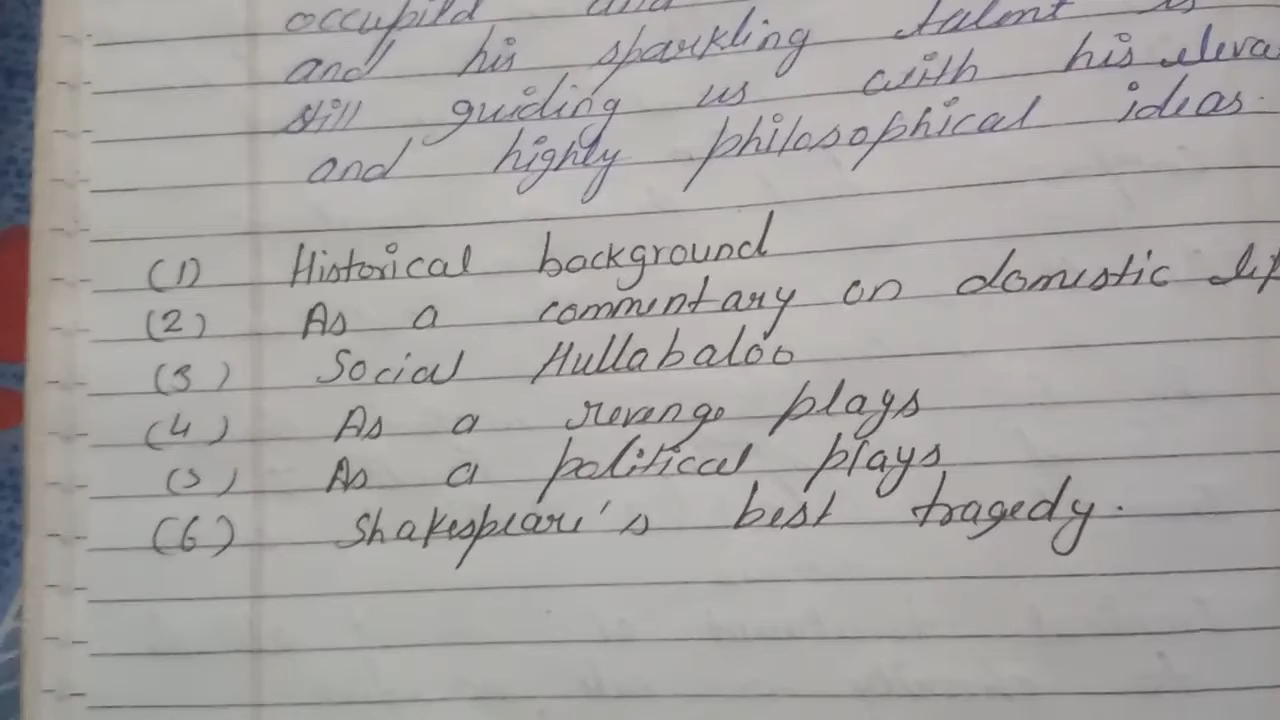 occupild and
and his sparkling talent is
still guiding us with his eleva
and highly philosophical ideas.
(1) Historical background
(2) As a commentary on domestic lif
(3) Social Hullabaloo
(4) As a revenge plays
(5) As a political plays
(6) Shakespeare's best tragedy.